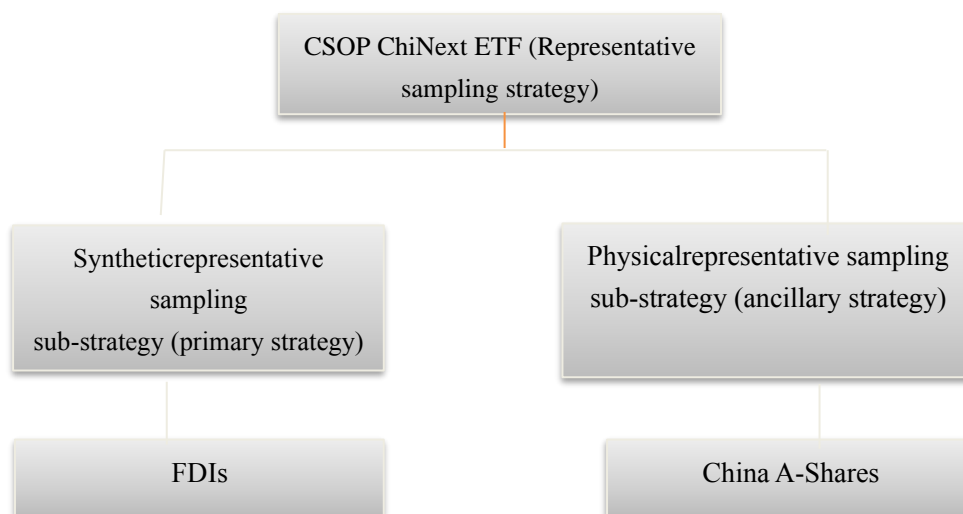 CSOP ChiNext ETF (Representative
sampling strategy)
Syntheticrepresentative
sampling
sub-strategy (primary strategy)
Physicalrepresentative sampling
sub-strategy (ancillary strategy)
FDIs
China A-Shares